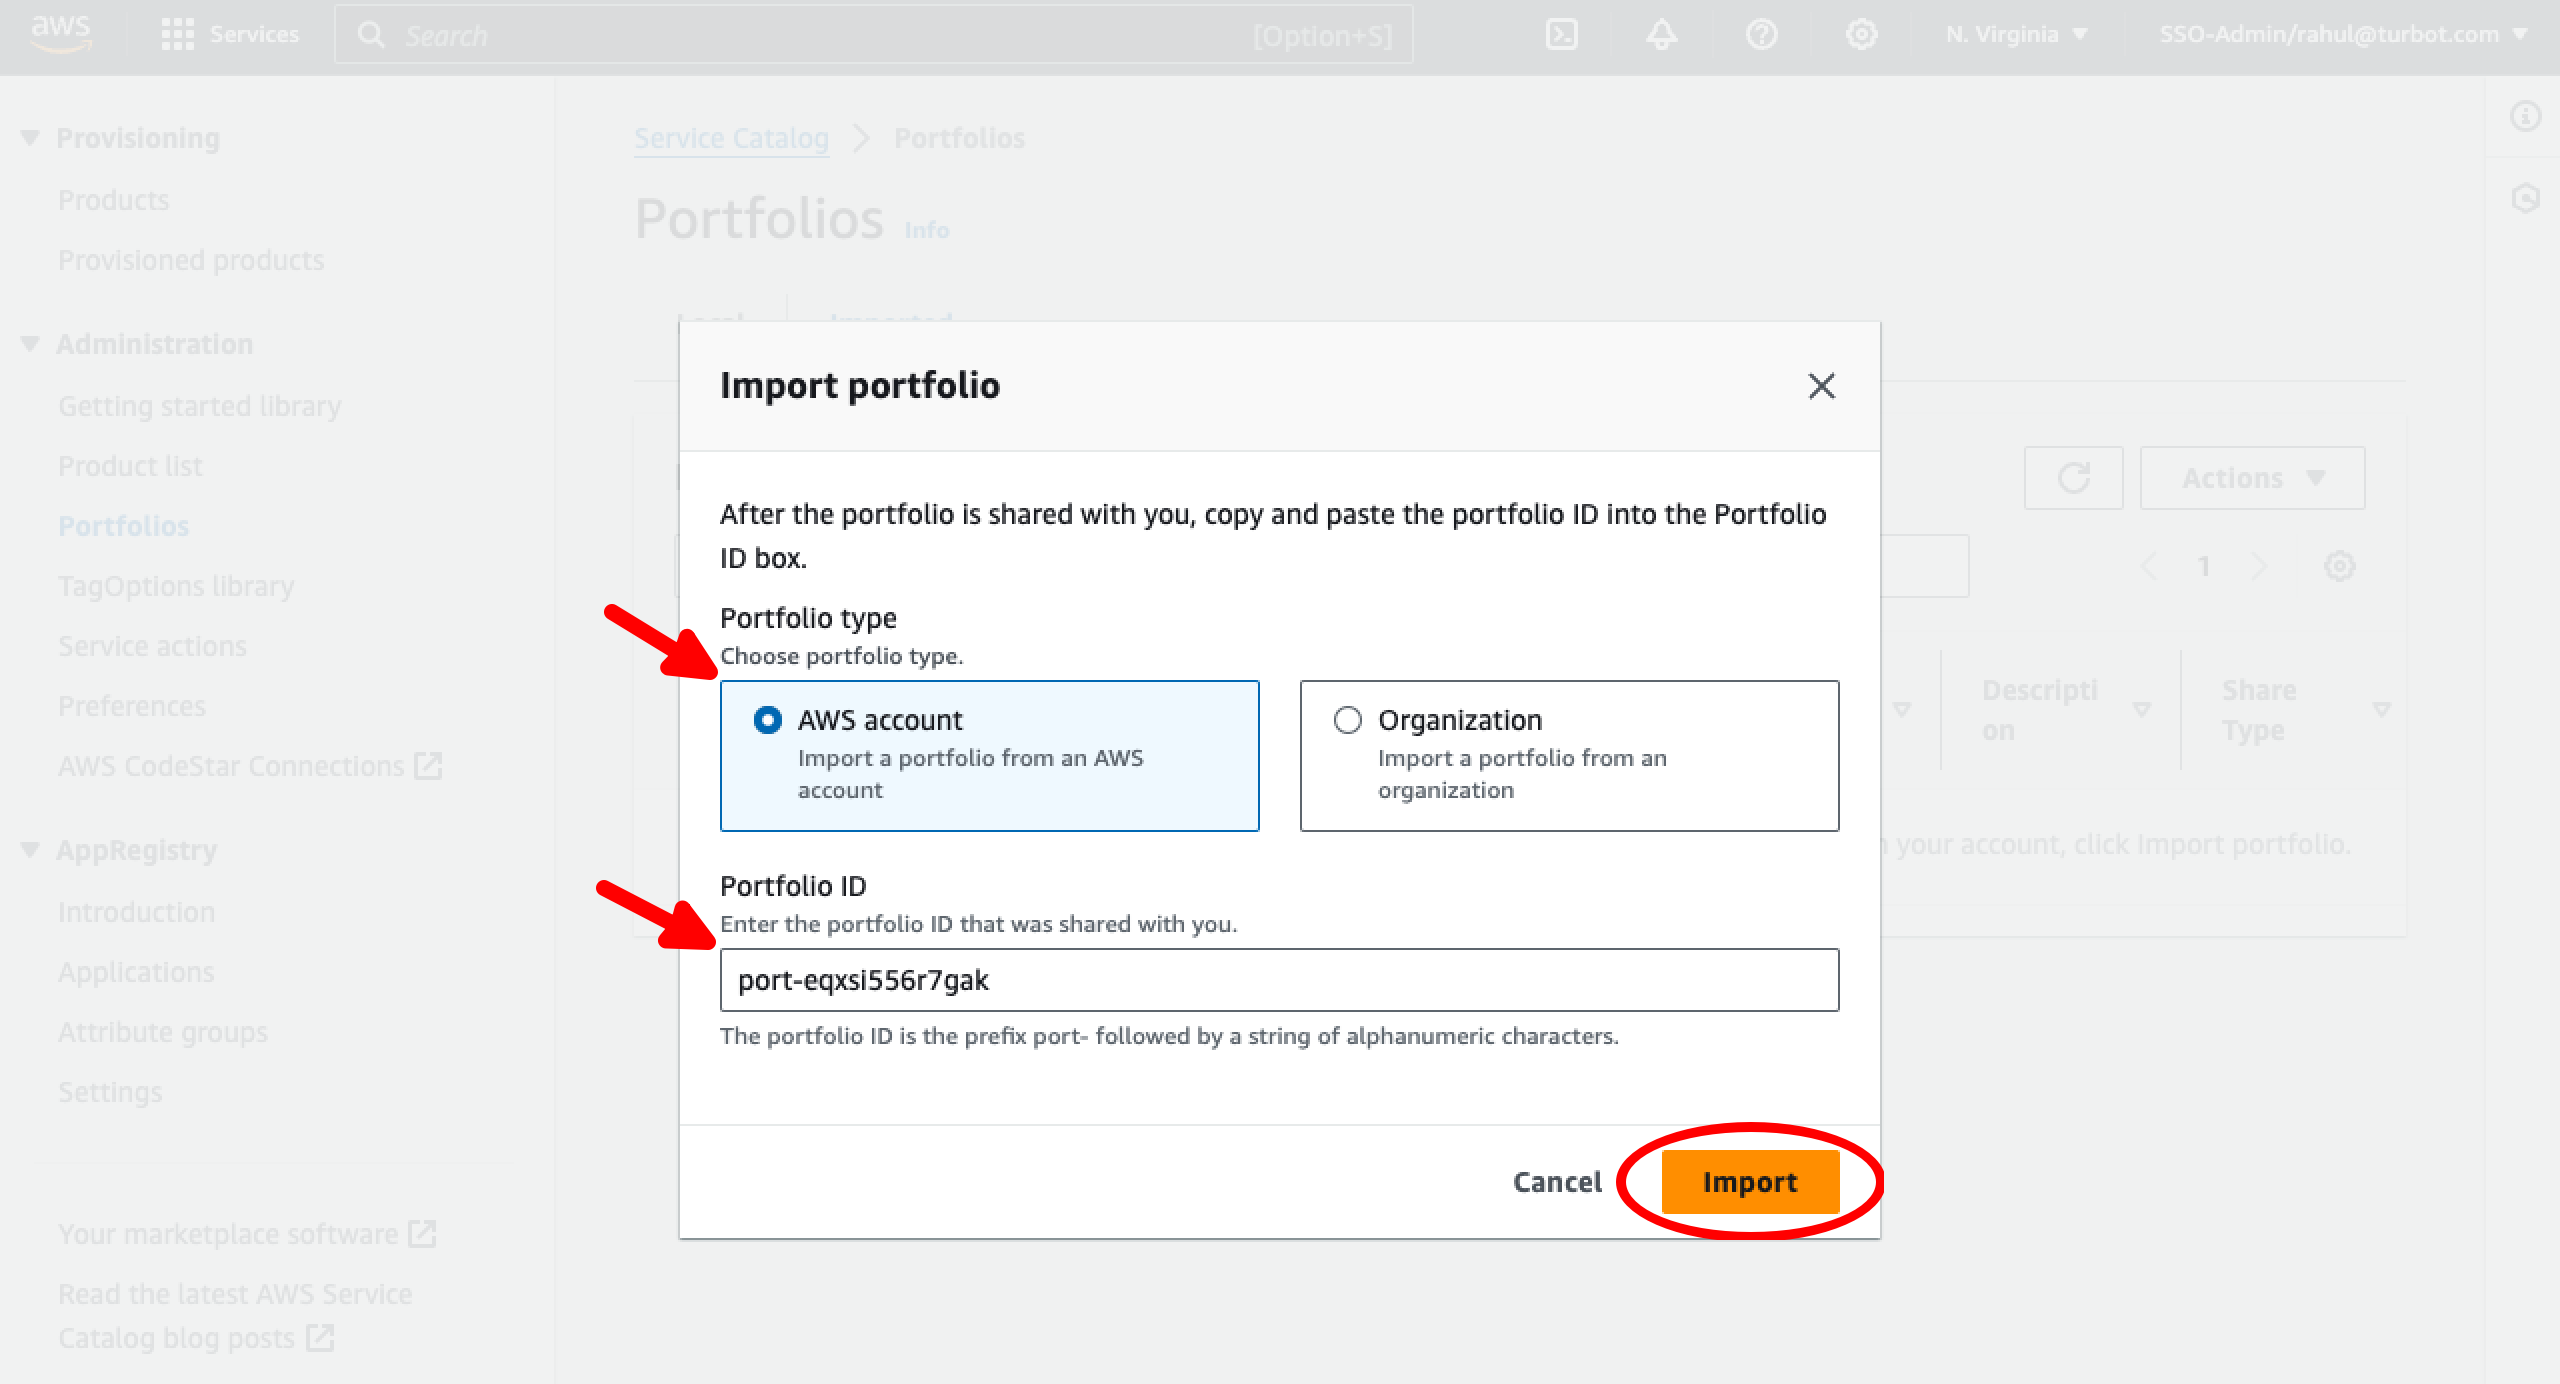 aws
Services
Search
[Option+S]
N. Virginia
SSO-Admin/rahul@turbot.com
Provisioning
Products
Provisioned products
Administration
Getting started library
Product list
Portfolios
TagOptions library
Service actions
Preferences
AWS CodeStar Connections
AppRegistry
Introduction
Applications
Attribute groups
Settings
Your marketplace software
Read the latest AWS Service
Catalog blog posts
Service Catalog
Portfolios
Portfolios
Info
Local
Imported
Actions
1
Descripti
on
Share
Type
your account, click Import portfolio.
Import portfolio
After the portfolio is shared with you, copy and paste the portfolio ID into the Portfolio
ID box.
Portfolio type
Choose portfolio type.
AWS account
Import a portfolio from an AWS
account
Organization
Import a portfolio from an
organization
Portfolio ID
Enter the portfolio ID that was shared with you.
port-eqxsi556r7gak
The portfolio ID is the prefix port- followed by a string of alphanumeric characters.
Cancel
Import